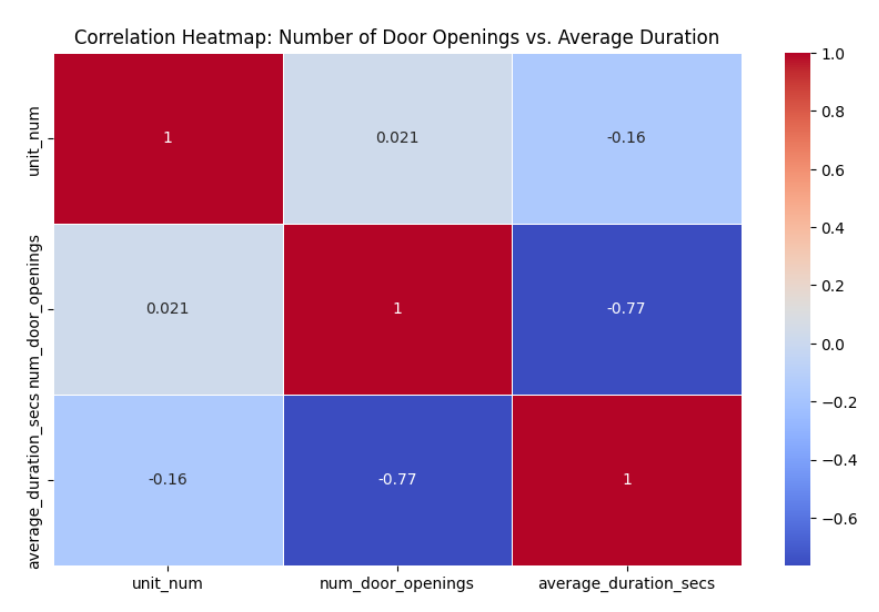 Correlation Heatmap: Number of Door Openings vs. Average Duration
unit_num
1
0.021
-0.16
num_door_openings
0.021
1
-0.77
average_duration_secs
-0.16
-0.77
1
unit_num
num_door_openings
average_duration_secs
1.0
0.8
0.6
0.4
0.2
0.0
−0.2
−0.4
−0.6